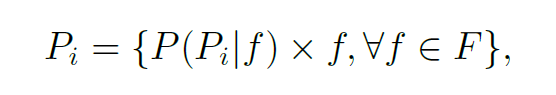 P_i = {P(P_i|f) × f, ∀f ∈ F},